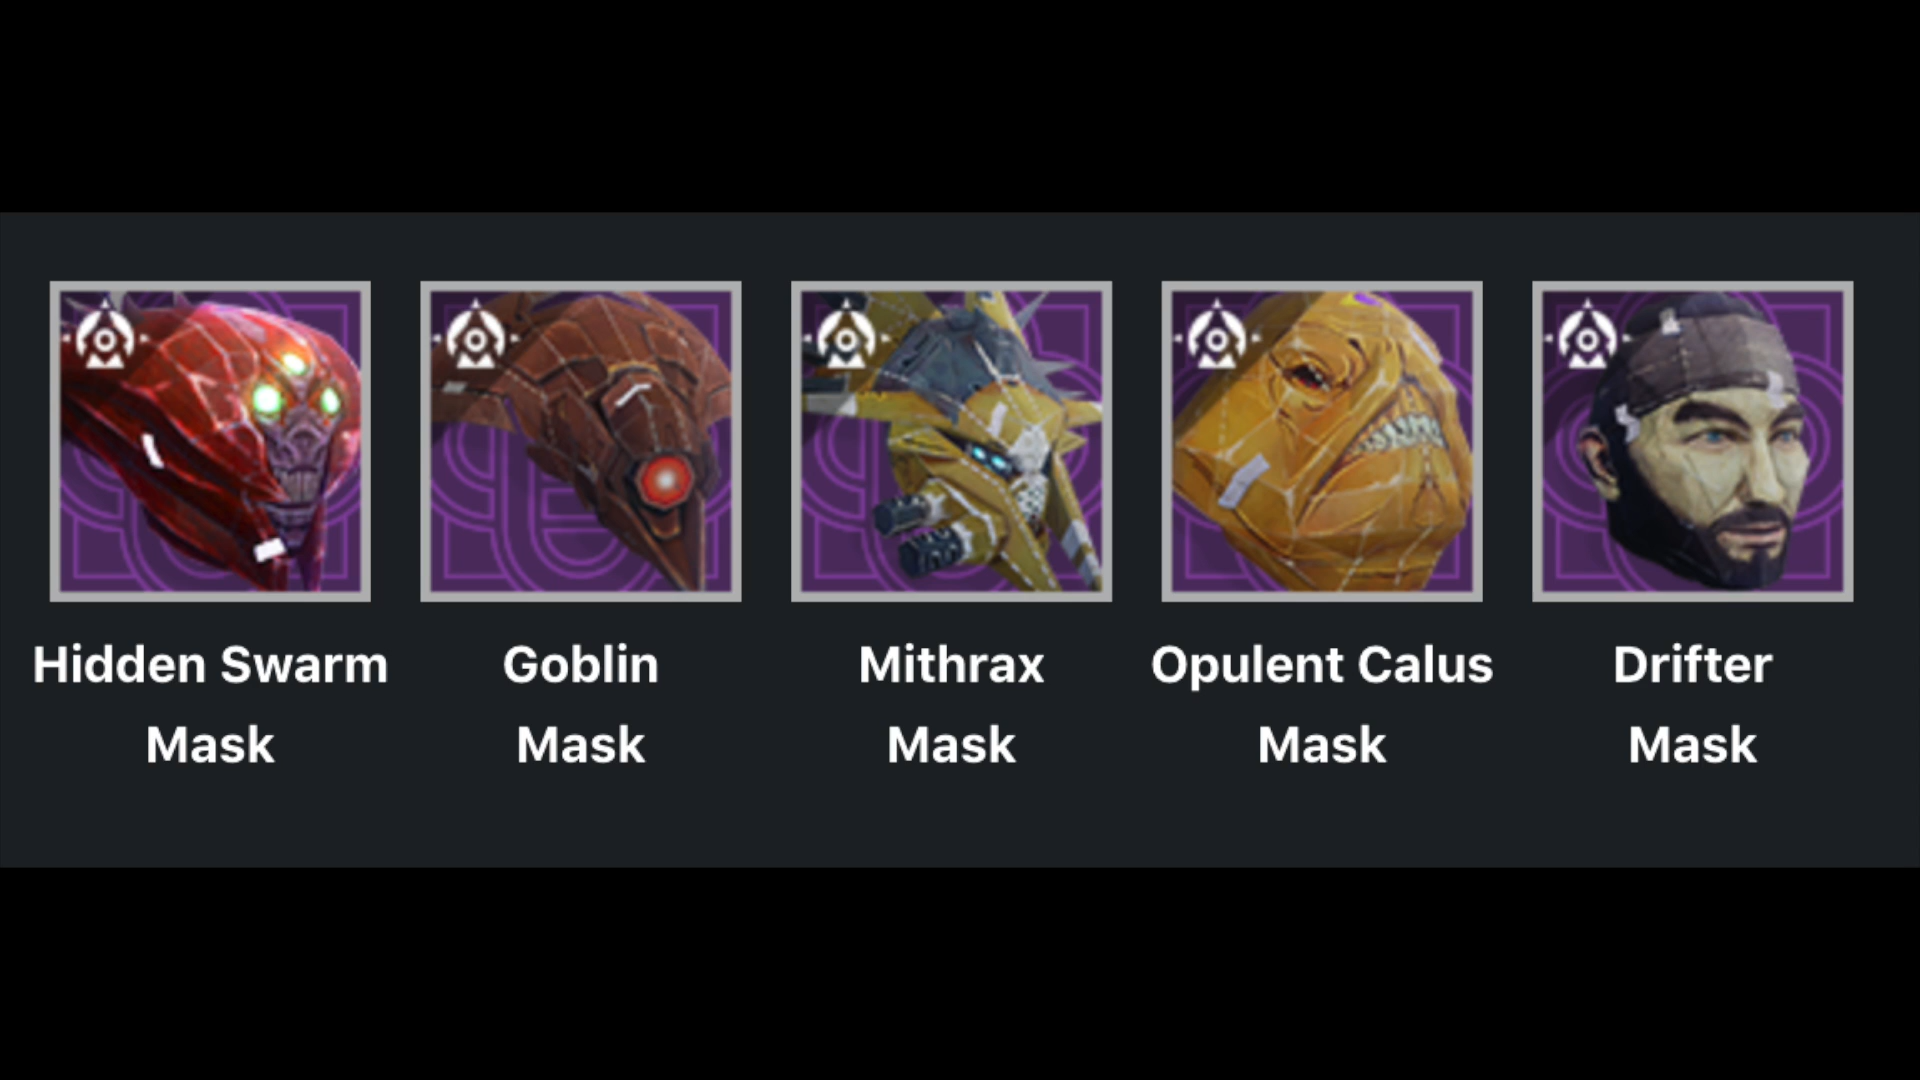 Hidden Swarm
Mask
Goblin
Mask
Mithrax
Mask
Opulent Calus
Mask
Drifter
Mask